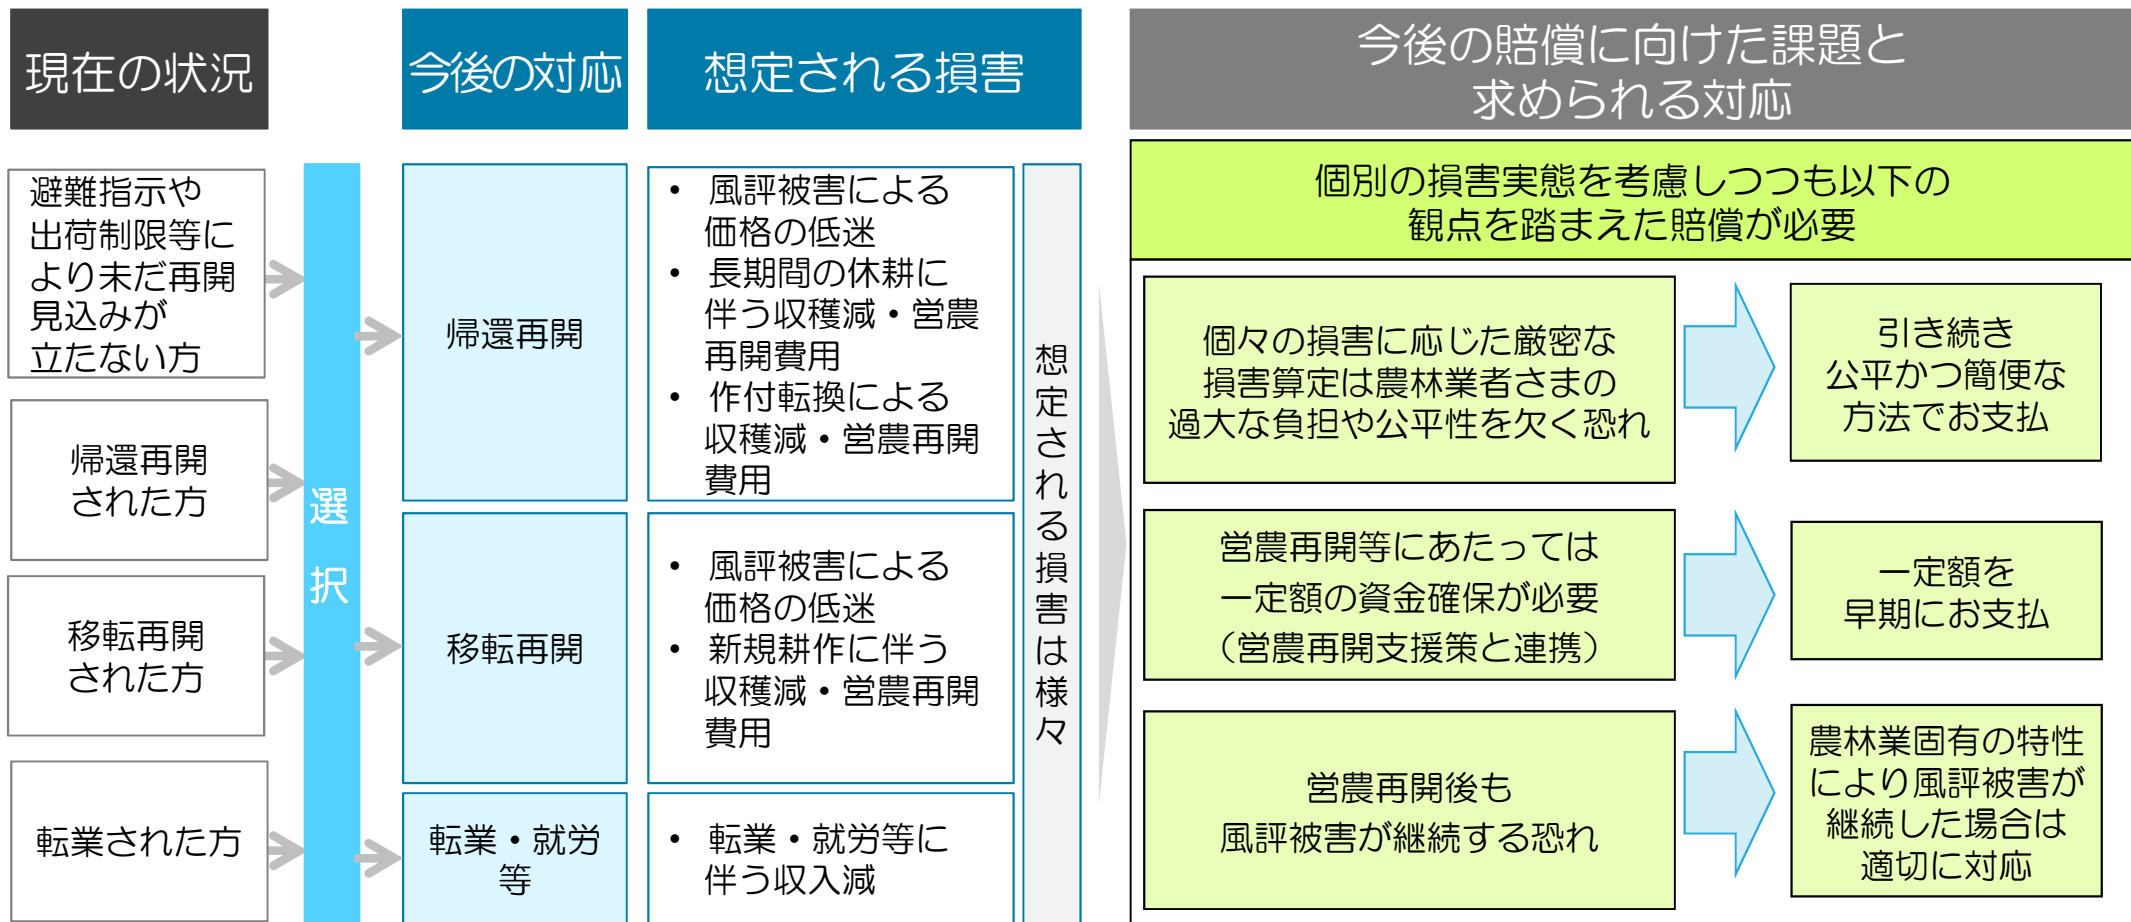 現在の状況
今後の対応
想定される損害
今後の賠償に向けた課題と
求められる対応
避難指示や
出荷制限等に
より未だ再開
見込みが
立たない方
帰還再開
された方
移転再開
された方
転業された方
選択
帰還再開
移転再開
転業・就労
等
• 風評被害による
価格の低迷
• 長期間の休耕に
伴う収穫減・営農
再開費用
• 作付転換による
収穫減・営農再開
費用
• 風評被害による
価格の低迷
• 新規耕作に伴う
収穫減・営農再開
費用
• 転業・就労等に
伴う収入減
想定される損害は様々
個別の損害実態を考慮しつつも以下の
観点を踏まえた賠償が必要
個々の損害に応じた厳密な
損害算定は農林業者さまの
過大な負担や公平性を欠く恐れ
引き続き
公平かつ簡便な
方法でお支払
営農再開等にあたっては
一定額の資金確保が必要
（営農再開支援策と連携）
一定額を
早期にお支払
営農再開後も
風評被害が継続する恐れ
農林業固有の特性
により風評被害が
継続した場合は
適切に対応